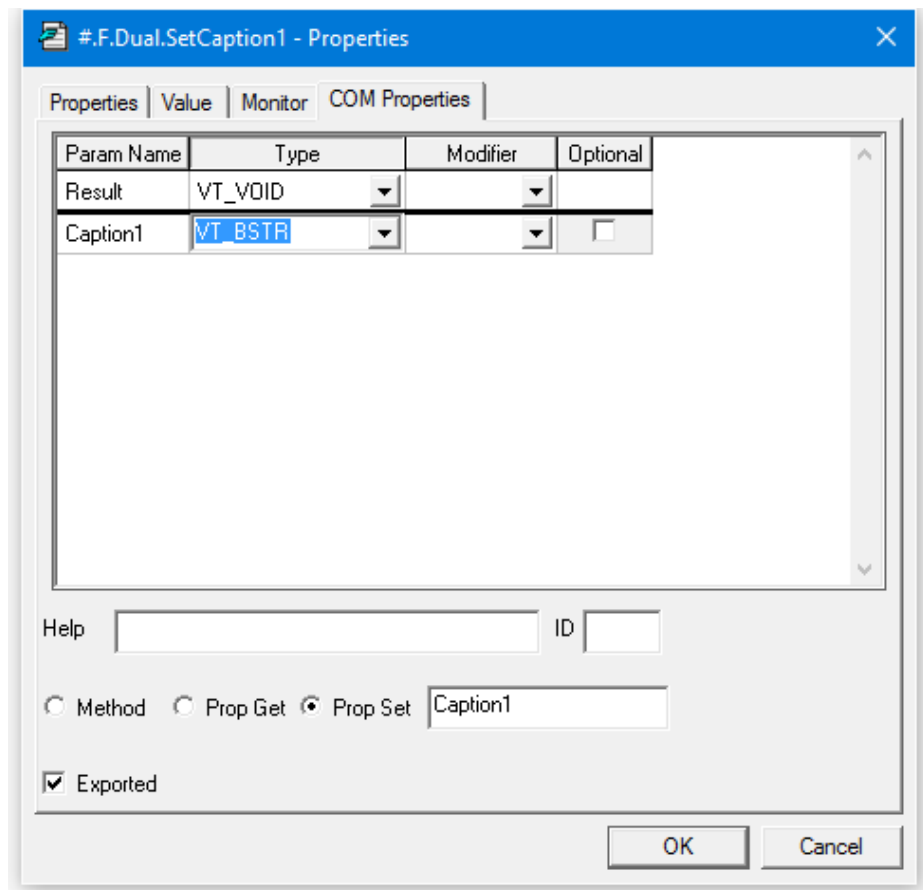 #.F.Dual.SetCaption1 - Properties
Properties Value Monitor COM Properties
Param Name Type Modifier Optional
Result VT_VOID
Caption1 VT_BSTR
Help ID
Method Prop Get Prop Set Caption1
Exported
OK Cancel